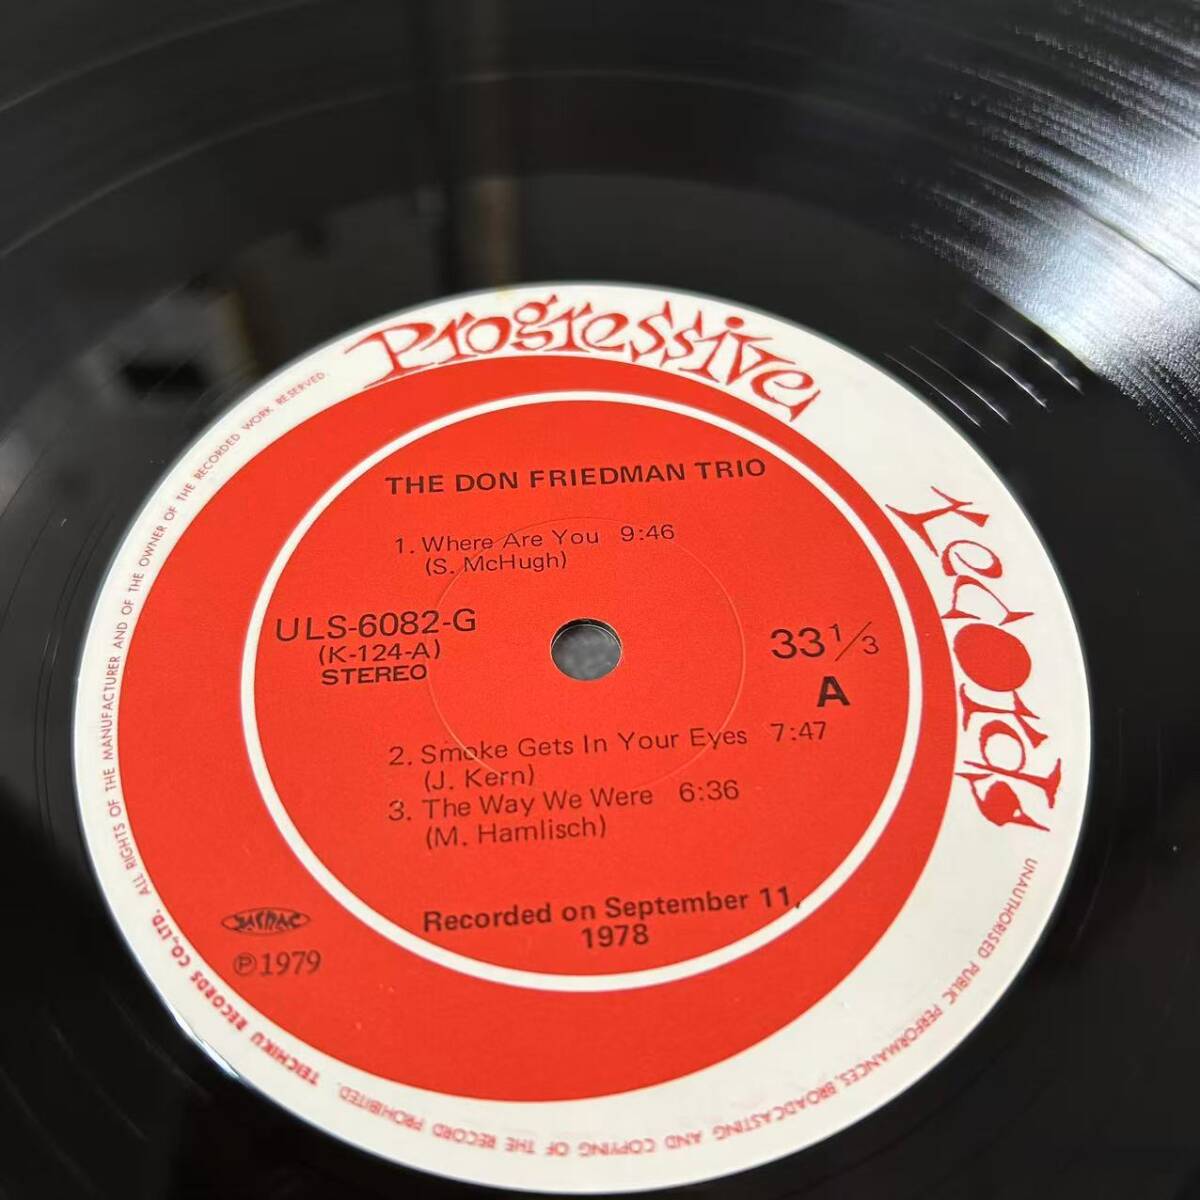 Progressive
records
THE DON FRIEDMAN TRIO
1. Where Are You 9:46
(S. McHugh)
ULS-6082-G
(K-124-A)
STEREO
33 1/3
A
2. Smoke Gets In Your Eyes 7:47
(J. Kern)
3. The Way We Were 6:36
(M. Hamlisch)
Recorded on September 11,
1978
JASRAC
℗1979
TEICHIKU RECORDS CO.,LTD. ALL RIGHTS OF THE MANUFACTURER AND OF THE OWNER OF THE RECORDED WORK RESERVED.
UNAUTHORISED PUBLIC PERFORMANCES, BROADCASTING AND COPYING OF THE RECORD PROHIBITED.